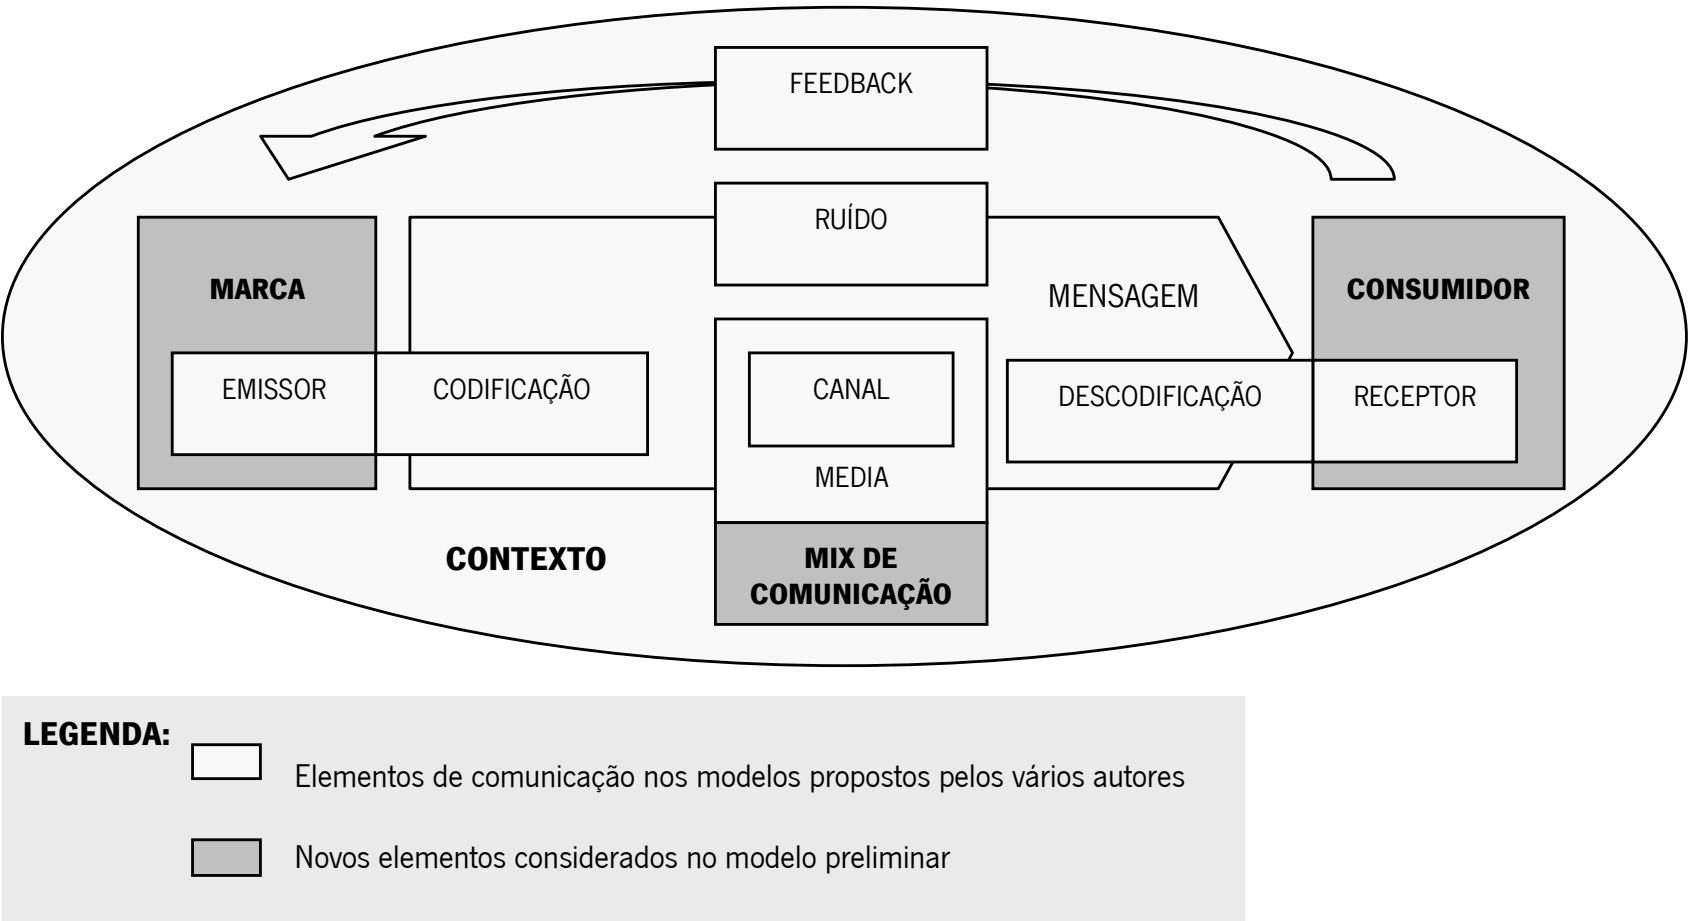 FEEDBACK
RUÍDO
MARCA
MENSAGEM
CONSUMIDOR
EMISSOR
CODIFICAÇÃO
CANAL
DESCODIFICAÇÃO
RECEPTOR
MEDIA
CONTEXTO
MIX DE
COMUNICAÇÃO
LEGENDA:
Elementos de comunicação nos modelos propostos pelos vários autores
Novos elementos considerados no modelo preliminar